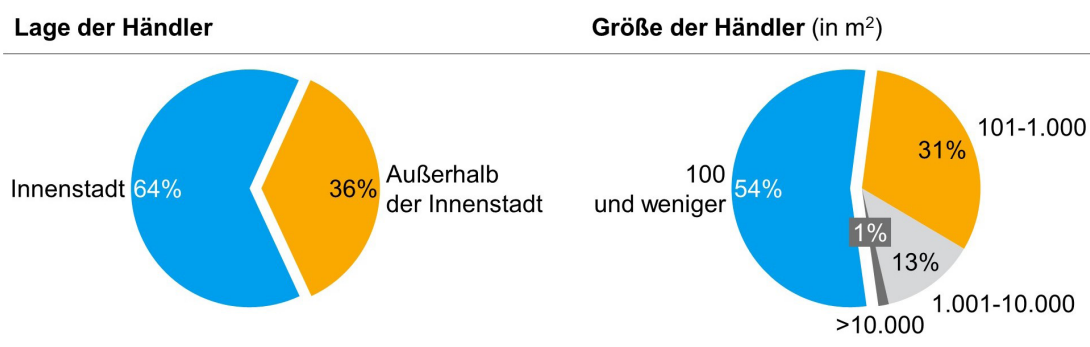 Lage der Händler
Innenstadt 64%
36% Außerhalb
der Innenstadt
Größe der Händler (in m²)
100
und weniger
54%
31%
101-1.000
1%
13%
1.001-10.000
>10.000